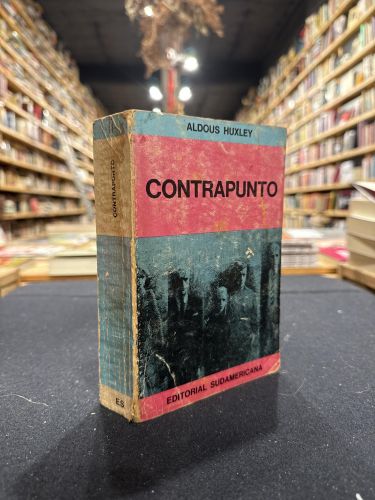 ALDOUS HUXLEY
CONTRAPUNTO
EDITORIAL SUDAMERICANA
CONTRAPUNTO
ES